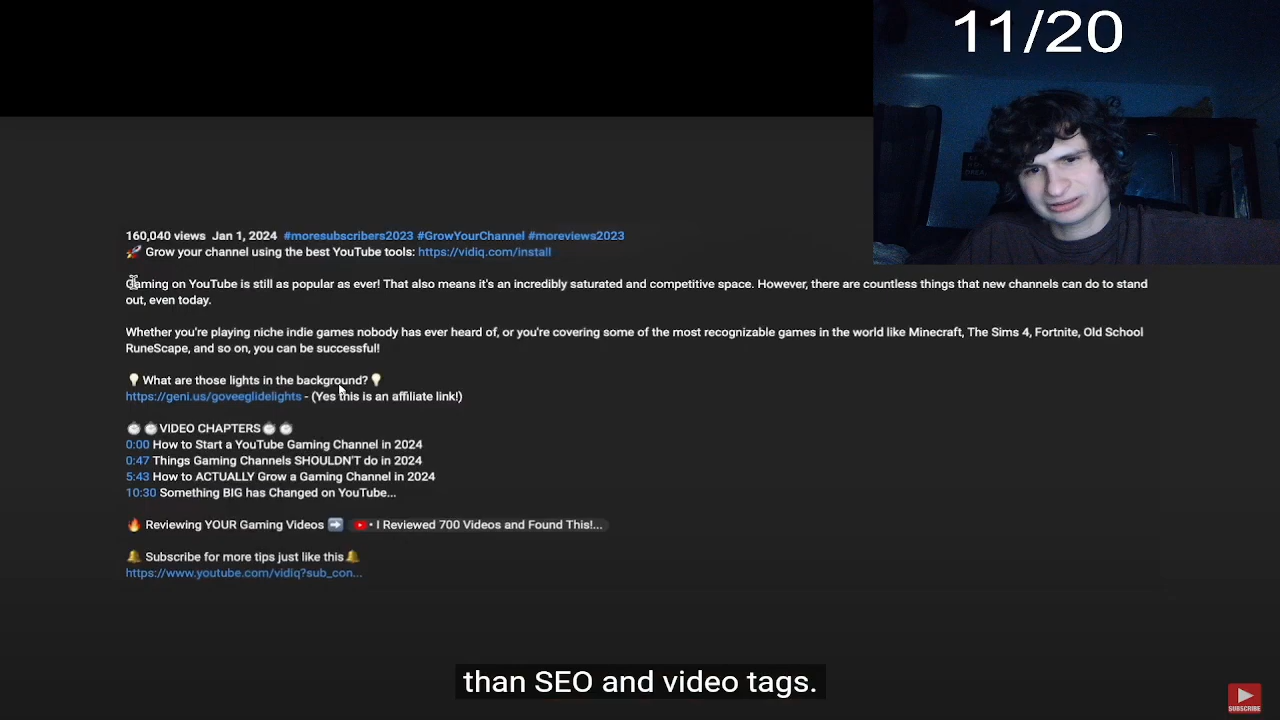 11/20
160,040 views Jan 1, 2024 #moresubscribers2023 #GrowYourChannel #moreviews2023
🚀 Grow your channel using the best YouTube tools: https://vidiq.com/install
Gaming on YouTube is still as popular as ever! That also means it's an incredibly saturated and competitive space. However, there are countless things that new channels can do to stand
out, even today.
Whether you're playing niche indie games nobody has ever heard of, or you're covering some of the most recognizable games in the world like Minecraft, The Sims 4, Fortnite, Old School
RuneScape, and so on, you can be successful!
💡What are those lights in the background?💡
https://geni.us/goveeglidelights - (Yes this is an affiliate link!)
⏱⏱VIDEO CHAPTERS⏱⏱
0:00 How to Start a YouTube Gaming Channel in 2024
0:47 Things Gaming Channels SHOULDN'T do in 2024
5:43 How to ACTUALLY Grow a Gaming Channel in 2024
10:30 Something BIG has Changed on YouTube...
🔥 Reviewing YOUR Gaming Videos ➡ • I Reviewed 700 Videos and Found This!...
🔔 Subscribe for more tips just like this🔔
https://www.youtube.com/vidiq?sub_con...
than SEO and video tags.
SUBSCRIBE